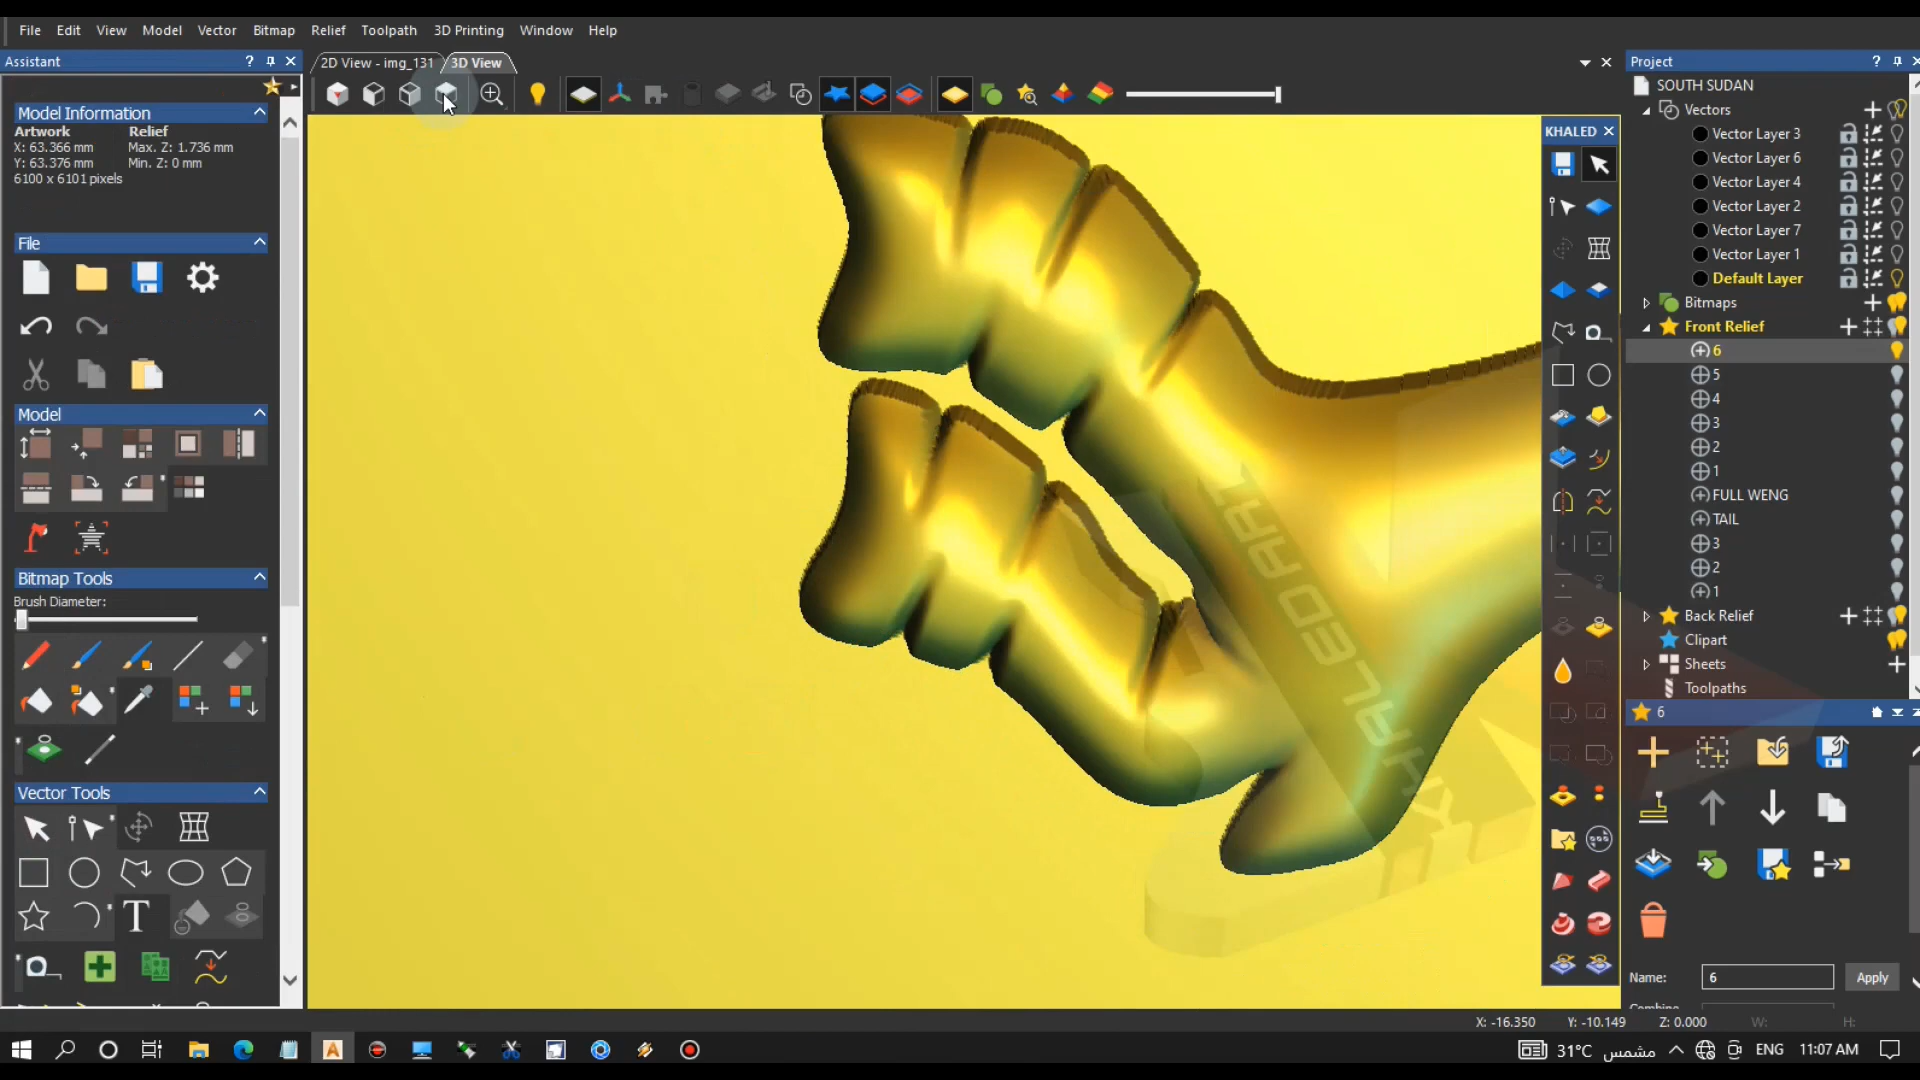 File Edit View Model Vector Bitmap Relief Toolpath 3D Printing Window Help
Assistant
2D View - img_131
3D View
Project
Model Information
Artwork
Relief
X: 63.366 mm
Max. Z: 1.736 mm
Y: 63.376 mm
Min. Z: 0 mm
6100 x 6101 pixels
File
Model
Bitmap Tools
Brush Diameter:
Vector Tools
KHALEDART
KHALED
SOUTH SUDAN
Vectors
Vector Layer 3
Vector Layer 6
Vector Layer 4
Vector Layer 2
Vector Layer 7
Vector Layer 1
Default Layer
Bitmaps
Front Relief
6
5
4
3
2
1
FULL WENG
TAIL
3
2
1
Back Relief
Clipart
Sheets
Toolpaths
6
Name: 6 Apply
X: -16.350 Y: -10.149 Z: 0.000 W: H:
31°C مشمس ENG 11:07 AM